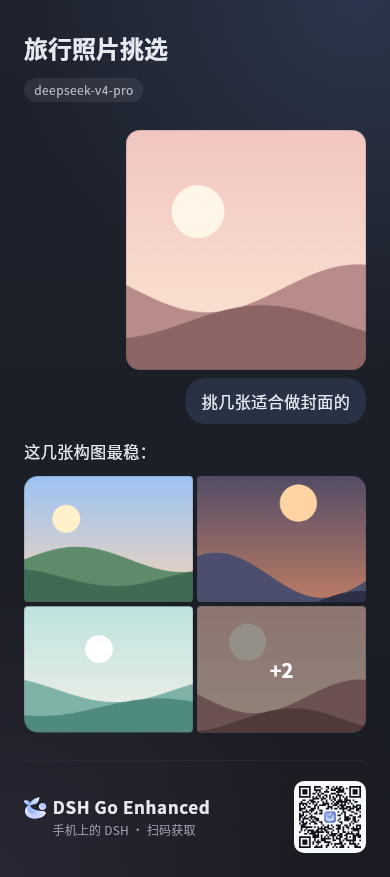 旅行照片挑选
deepseek-v4-pro
挑几张适合做封面的
这几张构图最稳：
+2
DSH Go Enhanced
手机上的 DSH · 扫码获取